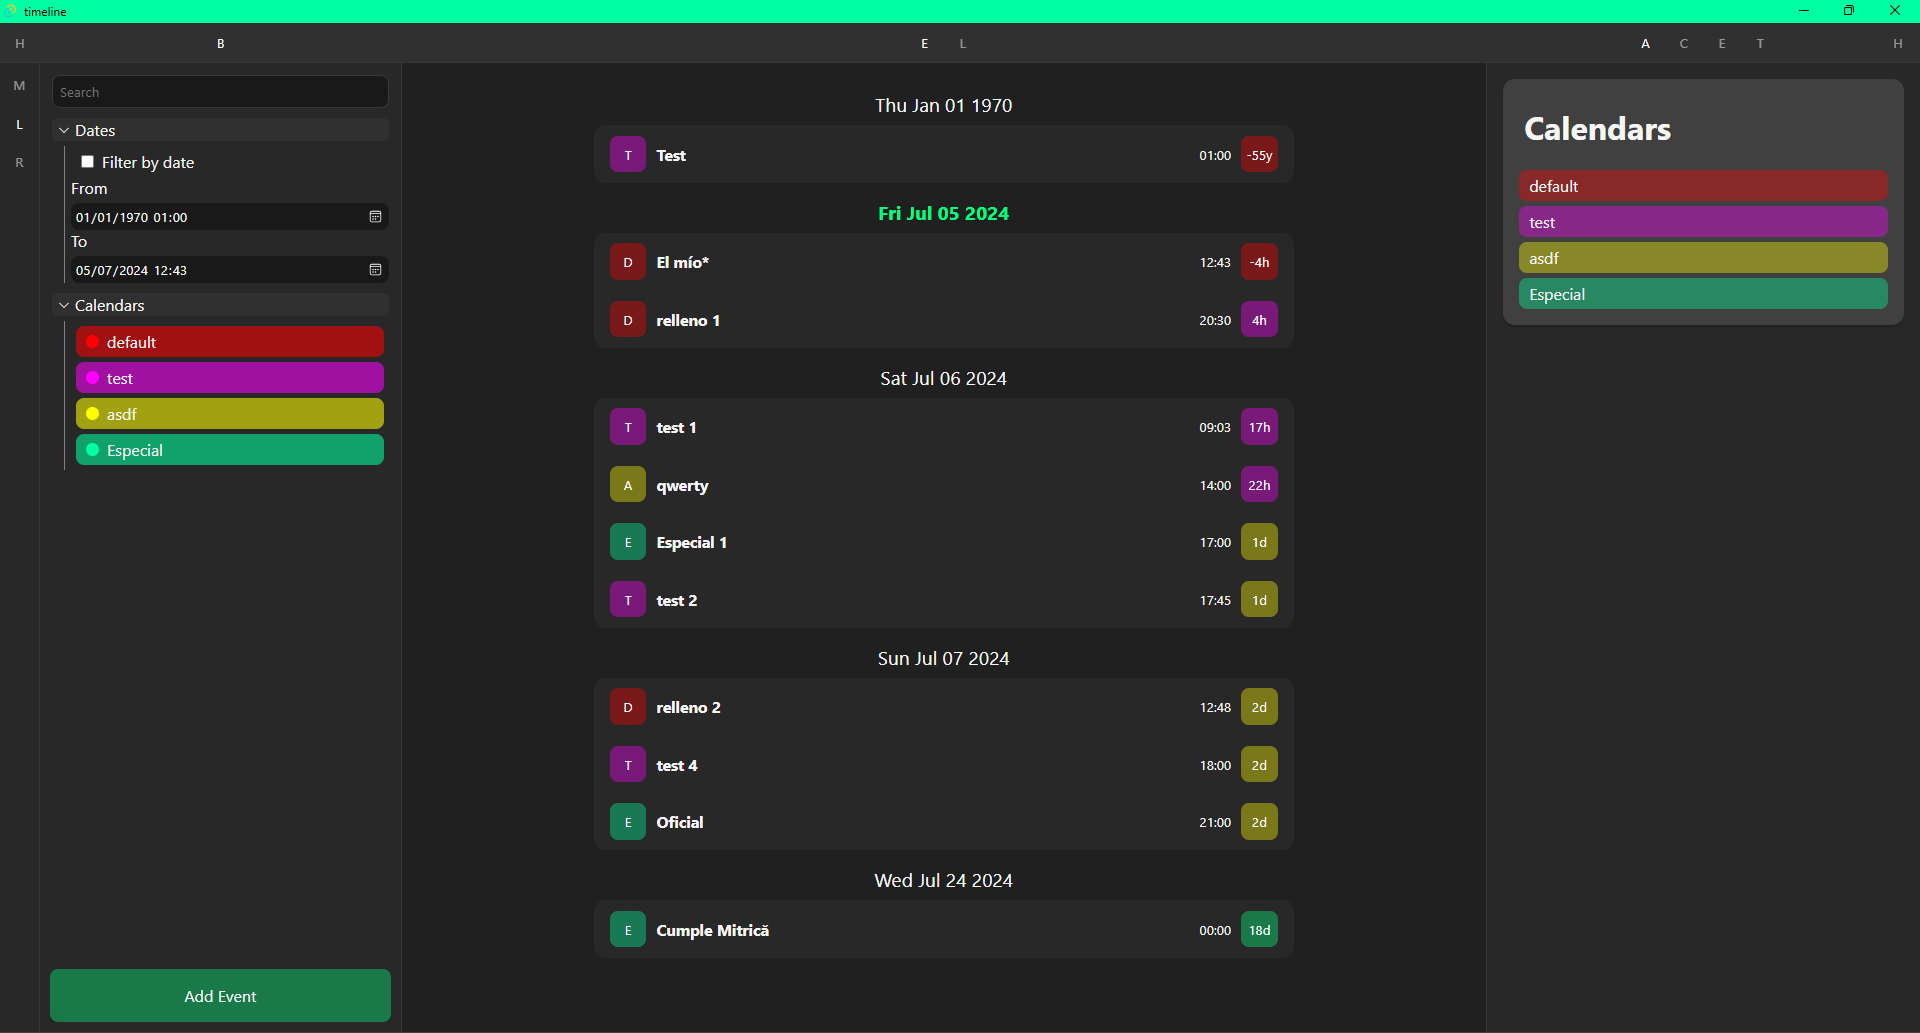 timeline
H B E L A C E T H
M
L
R
Search
Dates
Filter by date
From
01/01/1970 01:00
To
05/07/2024 12:43
Calendars
default
test
asdf
Especial
Add Event
Thu Jan 01 1970
T Test 01:00 -55y
Fri Jul 05 2024
D El mío* 12:43 -4h
D relleno 1 20:30 4h
Sat Jul 06 2024
T test 1 09:03 17h
A qwerty 14:00 22h
E Especial 1 17:00 1d
T test 2 17:45 1d
Sun Jul 07 2024
D relleno 2 12:48 2d
T test 4 18:00 2d
E Oficial 21:00 2d
Wed Jul 24 2024
E Cumple Mitrică 00:00 18d
Calendars
default
test
asdf
Especial